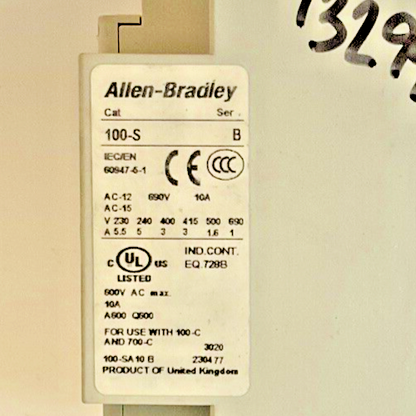 1329
Allen-Bradley
Cat Ser.
100-S B
IEC/EN
60947-5-1 CE CCC
AC-12 690V 10A
AC-15
V 230 240 400 415 500 690
A 5.5 5 3 3 1.6 1
c UL us IND.CONT.
LISTED EQ.728B
600V AC max.
10A
A600 Q600
FOR USE WITH 100-C
AND 700-C 3020
100-SA10 B 230477
PRODUCT OF United Kingdom